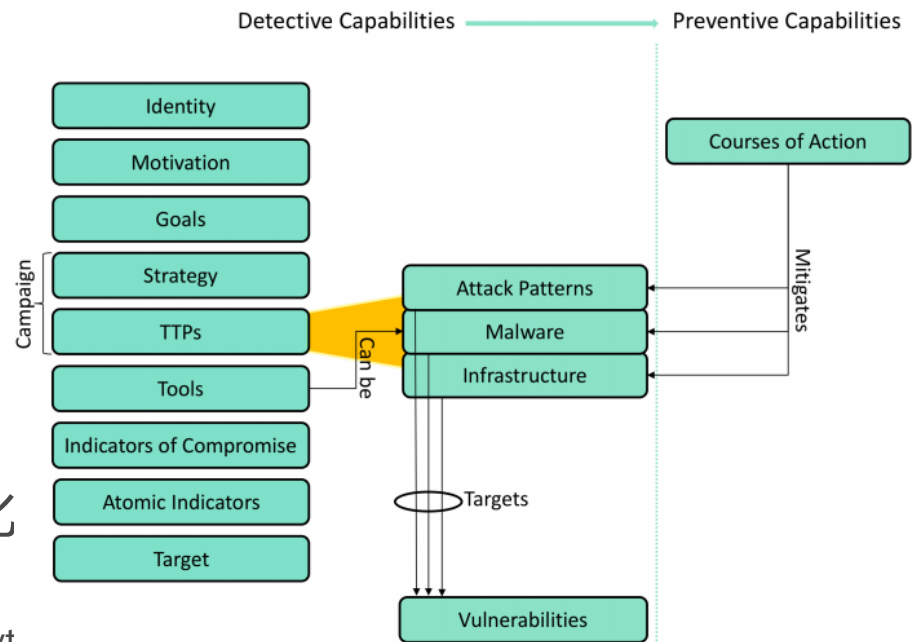 Detective Capabilities
Preventive Capabilities
Identity
Motivation
Goals
Strategy
TTPs
Tools
Indicators of Compromise
Atomic Indicators
Target
Campaign
Can be
Attack Patterns
Malware
Infrastructure
Targets
Vulnerabilities
Courses of Action
Mitigates